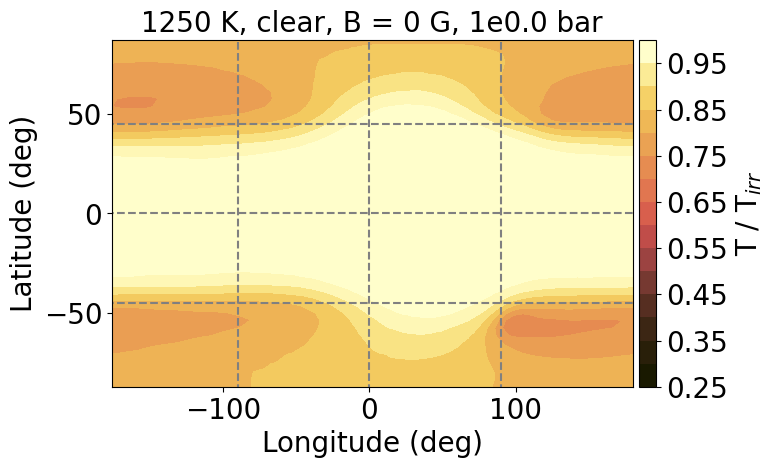 1250 K, clear, B = 0 G, 1e0.0 bar
50
0
−50
Latitude (deg)
−100 0 100
Longitude (deg)
0.95
0.85
0.75
0.65
0.55
0.45
0.35
0.25
T / T_irr